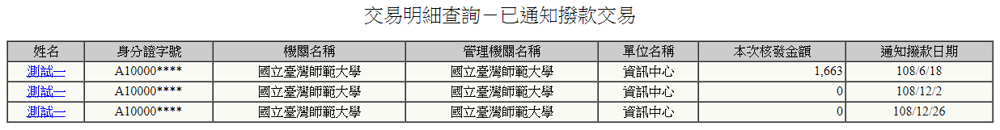 交易明細查詢－已通知撥款交易
姓名 身分證字號 機關名稱 管理機關名稱 單位名稱 本次核發金額 通知撥款日期
測試一 A10000**** 國立臺灣師範大學 國立臺灣師範大學 資訊中心 1,663 108/6/18
測試一 A10000**** 國立臺灣師範大學 國立臺灣師範大學 資訊中心 0 108/12/2
測試一 A10000**** 國立臺灣師範大學 國立臺灣師範大學 資訊中心 0 108/12/26